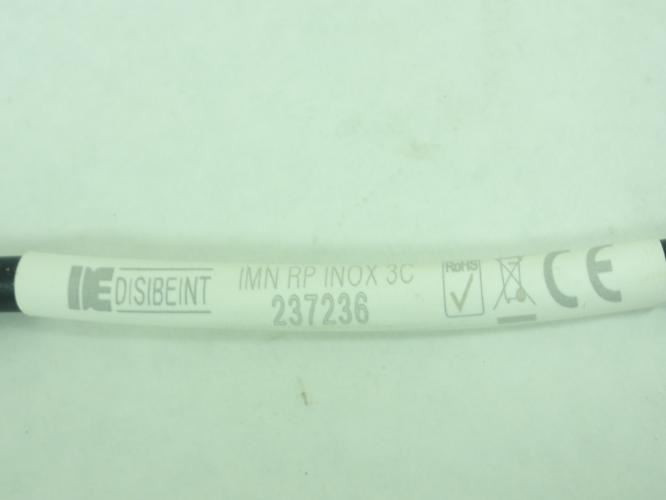 DISIBEINT
IMN RP INOX 3C
237236
RoHS
CE